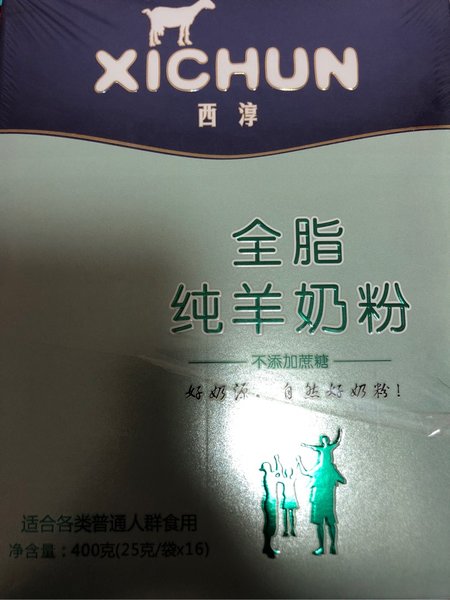 XICHUN
西淳
全脂
纯羊奶粉
不添加蔗糖
好奶源，自然好奶粉！
适合各类普通人群食用
净含量：400克(25克/袋x16)